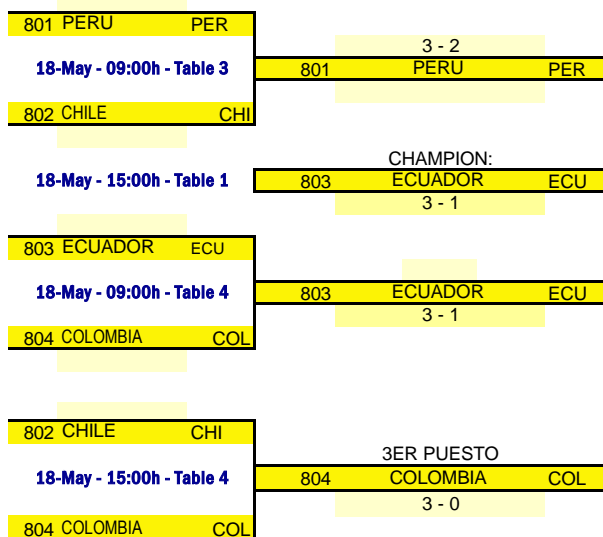 801 PERU PER
3 - 2
18-May - 09:00h - Table 3
801 PERU PER
802 CHILE CHI
CHAMPION:
18-May - 15:00h - Table 1
803 ECUADOR ECU
3 - 1
803 ECUADOR ECU
18-May - 09:00h - Table 4
803 ECUADOR ECU
3 - 1
804 COLOMBIA COL
802 CHILE CHI
3ER PUESTO
18-May - 15:00h - Table 4
804 COLOMBIA COL
3 - 0
804 COLOMBIA COL